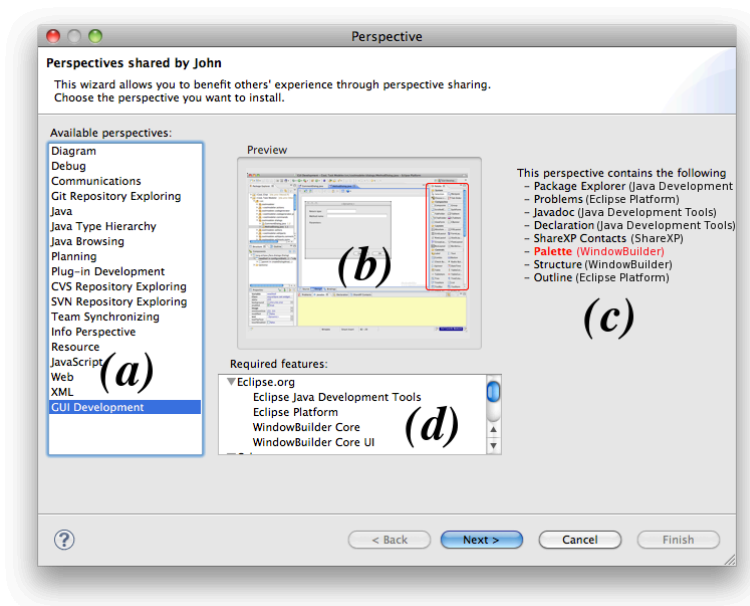 Perspective
Perspectives shared by John
This wizard allows you to benefit others' experience through perspective sharing.
Choose the perspective you want to install.
Available perspectives:
Diagram
Debug
Communications
Git Repository Exploring
Java
Java Type Hierarchy
Java Browsing
Planning
Plug-in Development
CVS Repository Exploring
SVN Repository Exploring
Team Synchronizing
Info Perspective
Resource
JavaScript
Web
XML
GUI Development
(a)
Preview
(b)
This perspective contains the following
– Package Explorer (Java Development
– Problems (Eclipse Platform)
– Javadoc (Java Development Tools)
– Declaration (Java Development Tools)
– ShareXP Contacts (ShareXP)
– Palette (WindowBuilder)
– Structure (WindowBuilder)
– Outline (Eclipse Platform)
(c)
Required features:
Eclipse.org
Eclipse Java Development Tools
Eclipse Platform
WindowBuilder Core
WindowBuilder Core UI
(d)
?
< Back
Next >
Cancel
Finish